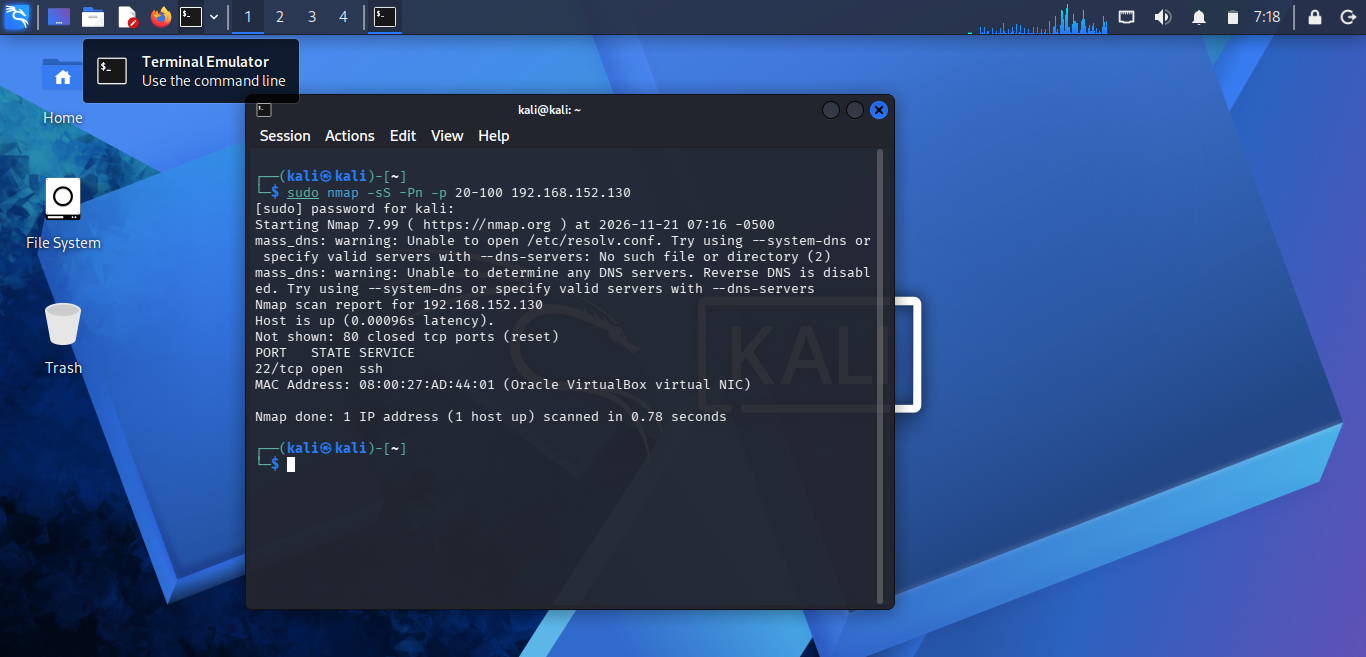 1 2 3 4
7:18
Terminal Emulator
Use the command line
Home
File System
Trash
kali@kali: ~
Session Actions Edit View Help
┌──(kali㉿kali)-[~]
└─$ sudo nmap -sS -Pn -p 20-100 192.168.152.130
[sudo] password for kali:
Starting Nmap 7.99 ( https://nmap.org ) at 2026-11-21 07:16 -0500
mass_dns: warning: Unable to open /etc/resolv.conf. Try using --system-dns or
specify valid servers with --dns-servers: No such file or directory (2)
mass_dns: warning: Unable to determine any DNS servers. Reverse DNS is disabl
ed. Try using --system-dns or specify valid servers with --dns-servers
Nmap scan report for 192.168.152.130
Host is up (0.00096s latency).
Not shown: 80 closed tcp ports (reset)
PORT   STATE SERVICE
22/tcp open  ssh
MAC Address: 08:00:27:AD:44:01 (Oracle VirtualBox virtual NIC)
Nmap done: 1 IP address (1 host up) scanned in 0.78 seconds
┌──(kali㉿kali)-[~]
└─$
KALI